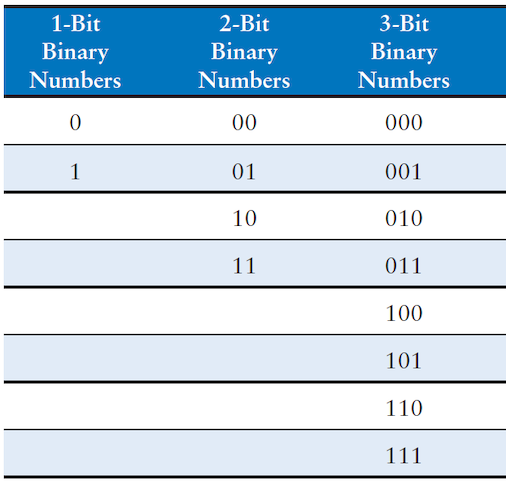 1-Bit 2-Bit 3-Bit
Binary Binary Binary
Numbers Numbers Numbers
0 00 000
1 01 001
10 010
11 011
100
101
110
111